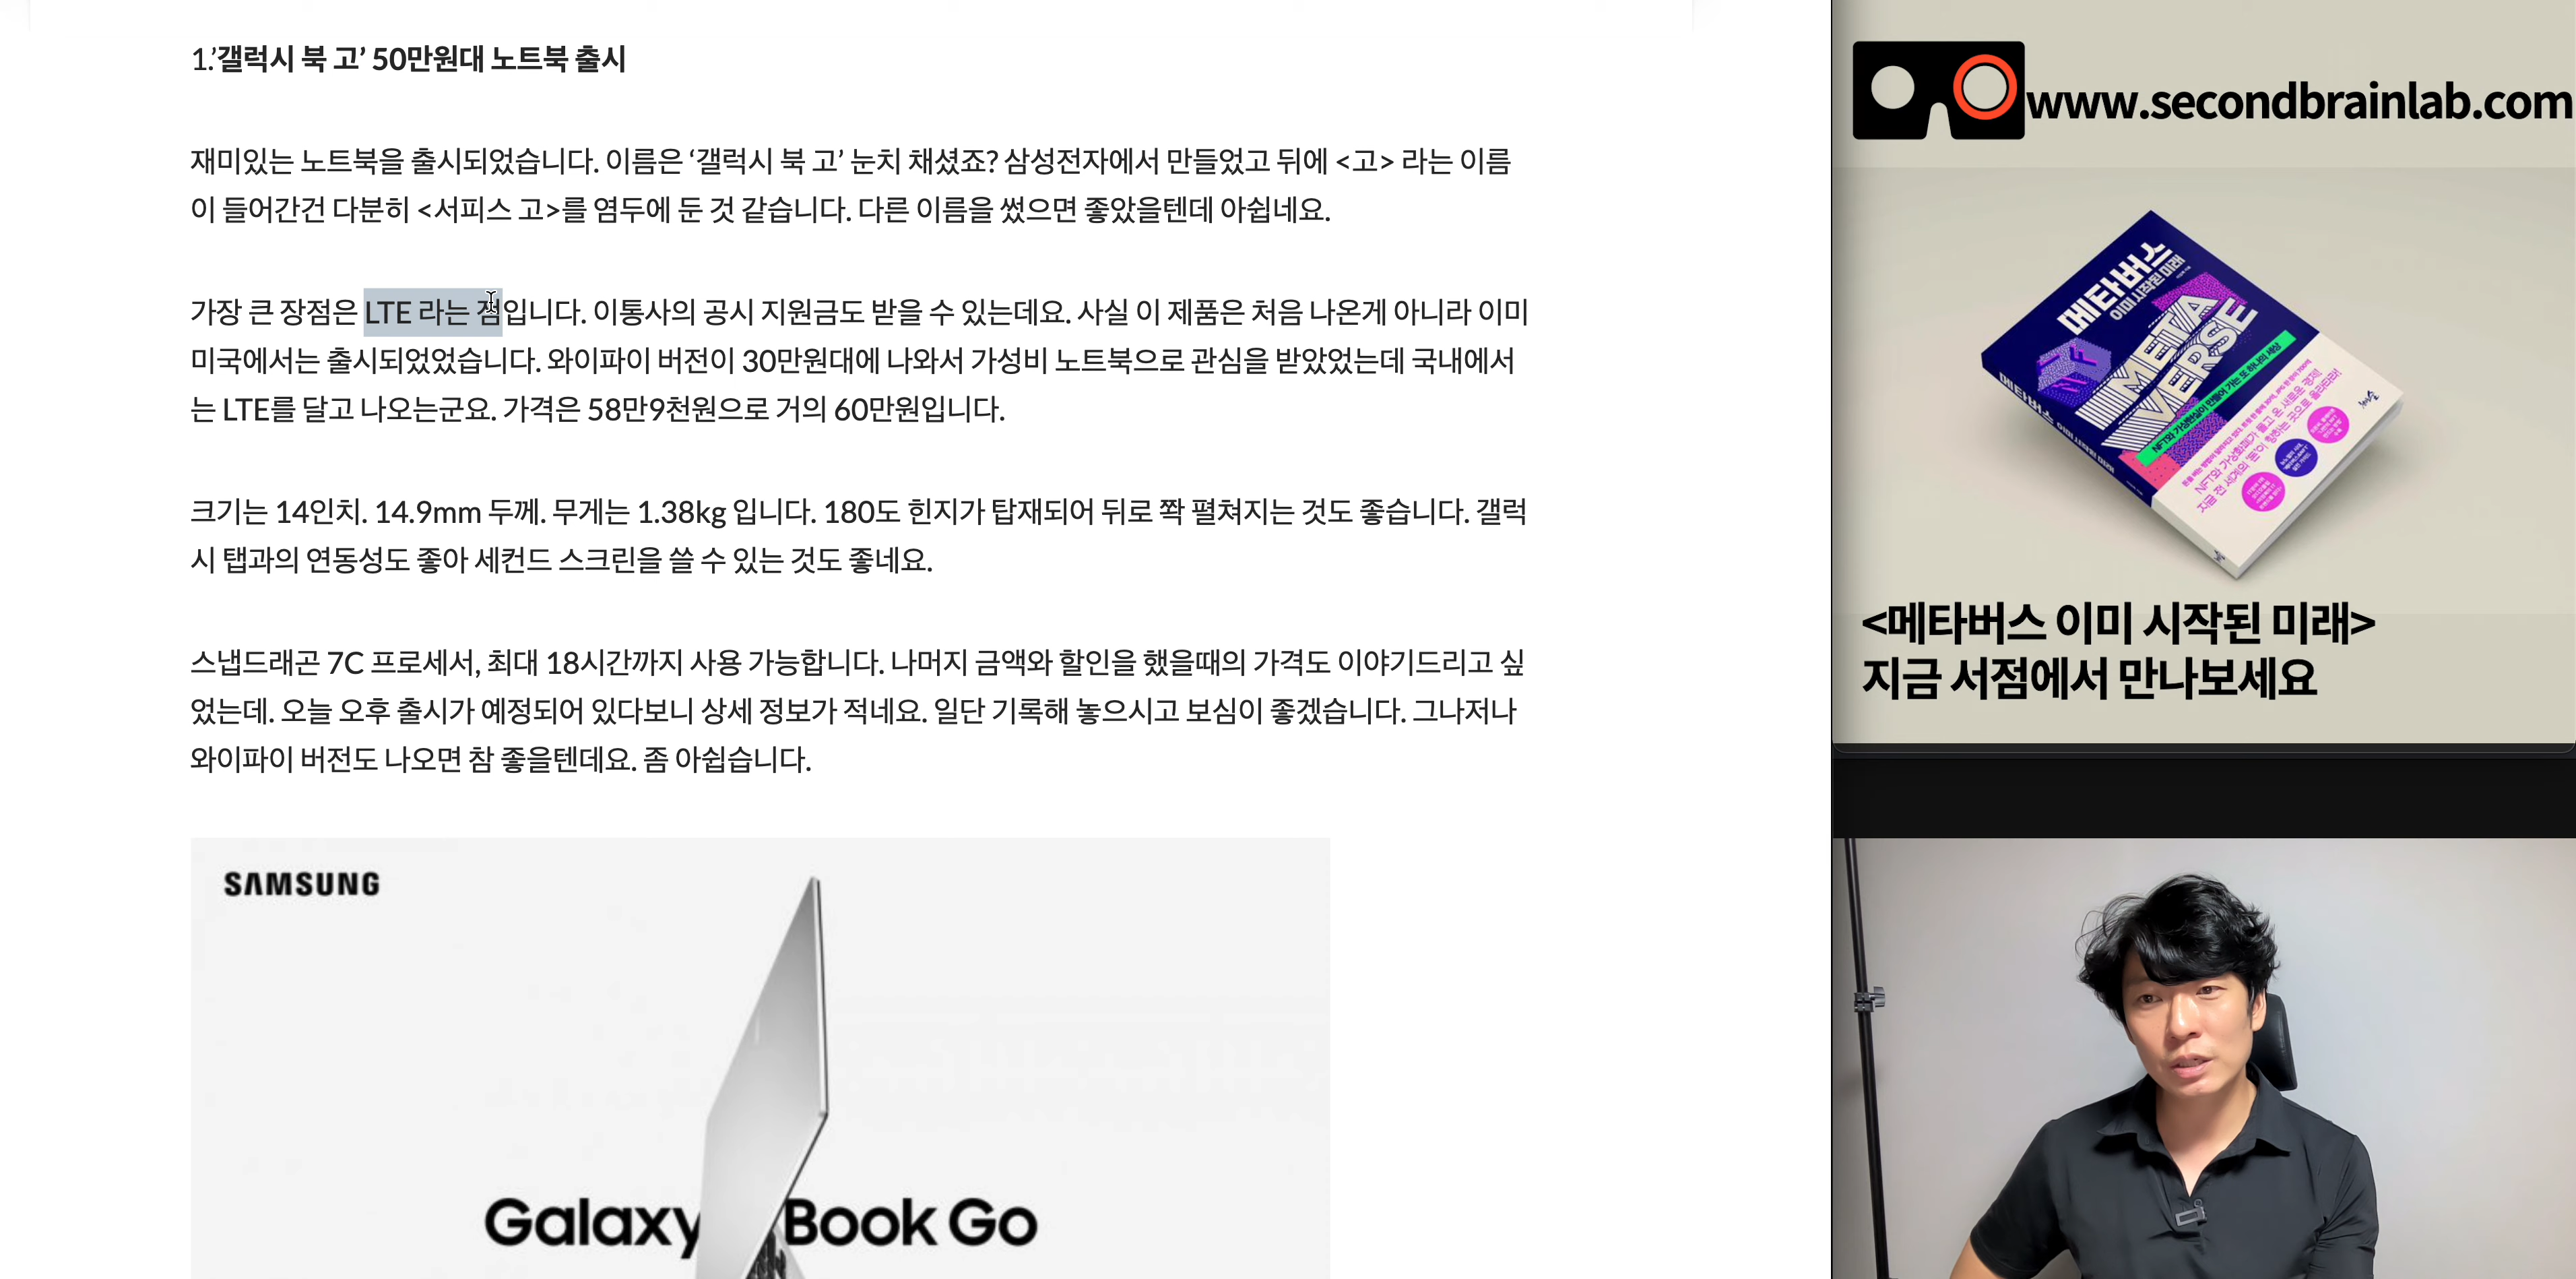 1.’갤럭시 북 고’ 50만원대 노트북 출시
재미있는 노트북을 출시되었습니다. 이름은 ‘갤럭시 북 고’ 눈치 채셨죠? 삼성전자에서 만들었고 뒤에 <고> 라는 이름
이 들어간건 다분히 <서피스 고>를 염두에 둔 것 같습니다. 다른 이름을 썼으면 좋았을텐데 아쉽네요.
가장 큰 장점은 LTE 라는 점입니다. 이통사의 공시 지원금도 받을 수 있는데요. 사실 이 제품은 처음 나온게 아니라 이미
미국에서는 출시되었었습니다. 와이파이 버전이 30만원대에 나와서 가성비 노트북으로 관심을 받았었는데 국내에서
는 LTE를 달고 나오는군요. 가격은 58만9천원으로 거의 60만원입니다.
크기는 14인치. 14.9mm 두께. 무게는 1.38kg 입니다. 180도 힌지가 탑재되어 뒤로 쫙 펼쳐지는 것도 좋습니다. 갤럭
시 탭과의 연동성도 좋아 세컨드 스크린을 쓸 수 있는 것도 좋네요.
스냅드래곤 7C 프로세서, 최대 18시간까지 사용 가능합니다. 나머지 금액와 할인을 했을때의 가격도 이야기드리고 싶
었는데. 오늘 오후 출시가 예정되어 있다보니 상세 정보가 적네요. 일단 기록해 놓으시고 보심이 좋겠습니다. 그나저나
와이파이 버전도 나오면 참 좋을텐데요. 좀 아쉽습니다.
SAMSUNG
Galaxy Book Go
www.secondbrainlab.com
메타버스
이미 시작된 미래
META
VERSE
NFT와 가상현실이 만들어 가는 또 하나의 세상
<메타버스 이미 시작된 미래>
지금 서점에서 만나보세요